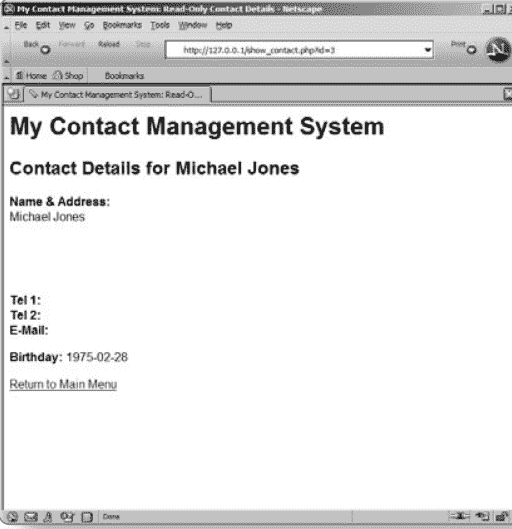 My Contact Management System: Read-Only Contact Details - Netscape
File Edit View Go Bookmarks Tools Window Help
Back Forward Reload Stop http://127.0.0.1/show_contact.php?id=3 Print N
Home Shop Bookmarks
My Contact Management System: Read-O...
My Contact Management System
Contact Details for Michael Jones
Name & Address:
Michael Jones
Tel 1:
Tel 2:
E-Mail:
Birthday: 1975-02-28
Return to Main Menu
Done